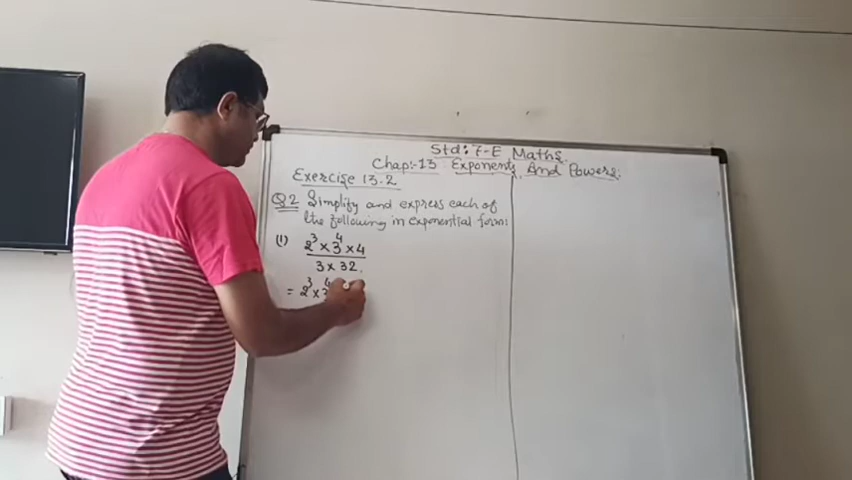 Std: 7-E Maths
Chap:-13 Exponents And Powers.
Exercise 13.2
Q2 Simplify and express each of
the following in exponential form:
(1) 2³ × 3⁴ × 4
3 × 32.
= 2³ ×